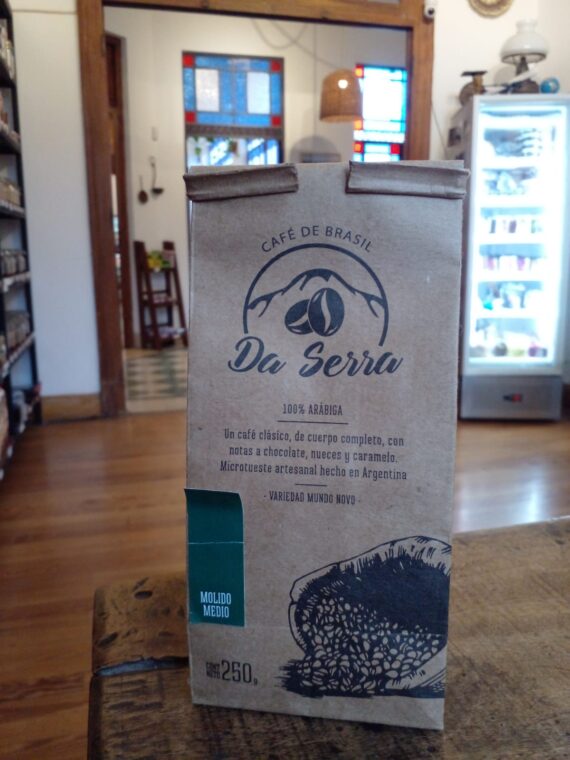 CAFÉ DE BRASIL
Da Serra
100% ARÁBIGA
Un café clásico, de cuerpo completo, con
notas a chocolate, nueces y caramelo.
Microtueste artesanal hecho en Argentina
- VARIEDAD MUNDO NOVO -
MOLIDO
MEDIO
CONT
NETO 250g